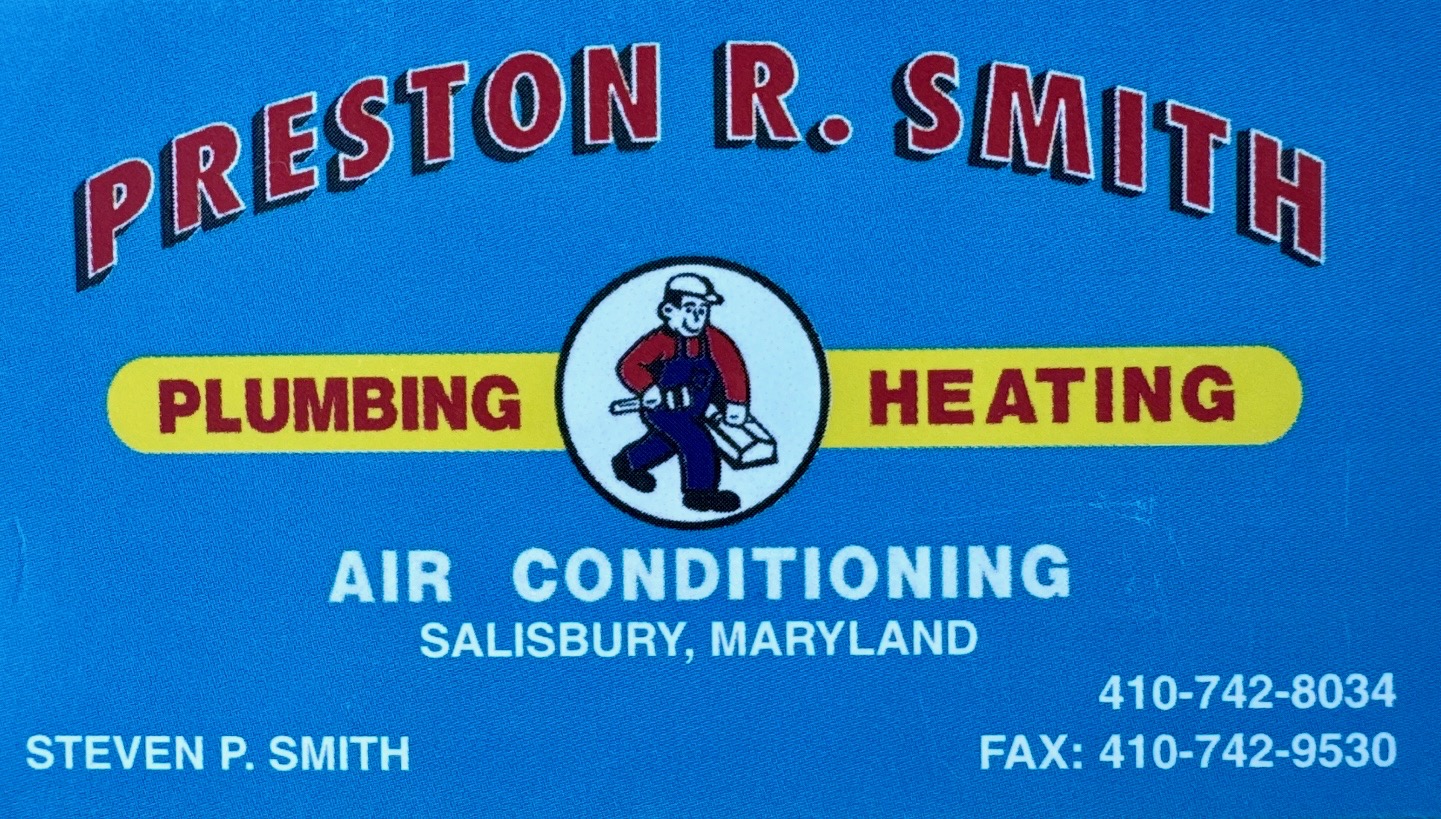 PRESTON R. SMITH
PLUMBING HEATING
AIR CONDITIONING
SALISBURY, MARYLAND
410-742-8034
STEVEN P. SMITH FAX: 410-742-9530